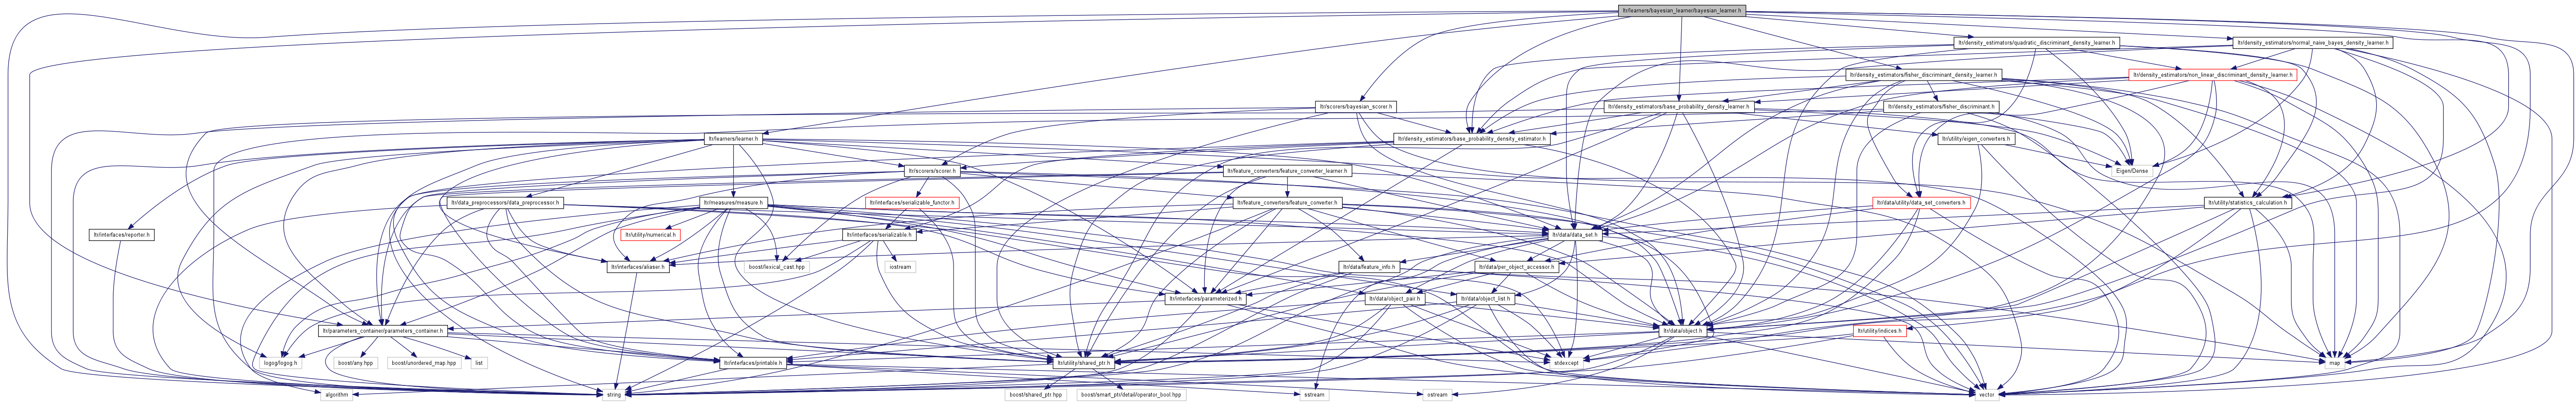 ltr/learners/bayesian_learner/bayesian_learner.h
ltr/density_estimators/quadratic_discriminant_density_learner.h
ltr/density_estimators/normal_naive_bayes_density_learner.h
ltr/density_estimators/fisher_discriminant_density_learner.h
ltr/density_estimators/non_linear_discriminant_density_learner.h
ltr/scorers/bayesian_scorer.h
ltr/density_estimators/base_probability_density_learner.h
ltr/density_estimators/fisher_discriminant.h
ltr/learners/learner.h
ltr/density_estimators/base_probability_density_estimator.h
ltr/utility/eigen_converters.h
ltr/scorers/scorer.h
ltr/feature_converters/feature_converter_learner.h
Eigen/Dense
ltr/data_preprocessors/data_preprocessor.h
ltr/measures/measure.h
ltr/interfaces/serializable_functor.h
ltr/feature_converters/feature_converter.h
ltr/data/utility/data_set_converters.h
ltr/utility/statistics_calculation.h
ltr/interfaces/reporter.h
ltr/utility/numerical.h
ltr/interfaces/serializable.h
ltr/data/data_set.h
ltr/interfaces/aliaser.h
boost/lexical_cast.hpp
iostream
ltr/data/feature_info.h
ltr/data/per_object_accessor.h
ltr/interfaces/parameterized.h
ltr/data/object_pair.h
ltr/data/object_list.h
ltr/parameters_container/parameters_container.h
ltr/data/object.h
ltr/utility/indices.h
logog/logog.h
boost/any.hpp
boost/unordered_map.hpp
list
ltr/interfaces/printable.h
ltr/utility/shared_ptr.h
stdexcept
map
algorithm
string
sstream
boost/shared_ptr.hpp
boost/smart_ptr/detail/operator_bool.hpp
ostream
vector